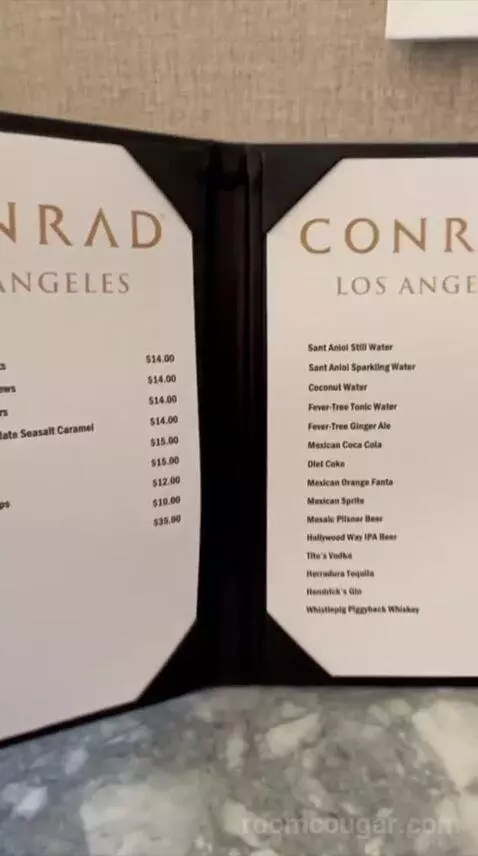 NRAD
ANGELES
s $14.00
ews $14.00
rs $14.00
late Seasalt Caramel $14.00
$15.00
$15.00
$12.00
ps $10.00
$35.00
CONR
LOS ANGE
Sant Aniol Still Water
Sant Aniol Sparkling Water
Coconut Water
Fever-Tree Tonic Water
Fever-Tree Ginger Ale
Mexican Coca Cola
Diet Coke
Mexican Orange Fanta
Mexican Sprite
Mosaic Pilsner Beer
Hollywood Way IPA Beer
Tito's Vodka
Herradura Tequila
Hendrick's Gin
Whistlepig Piggyback Whiskey
roomcougar.com